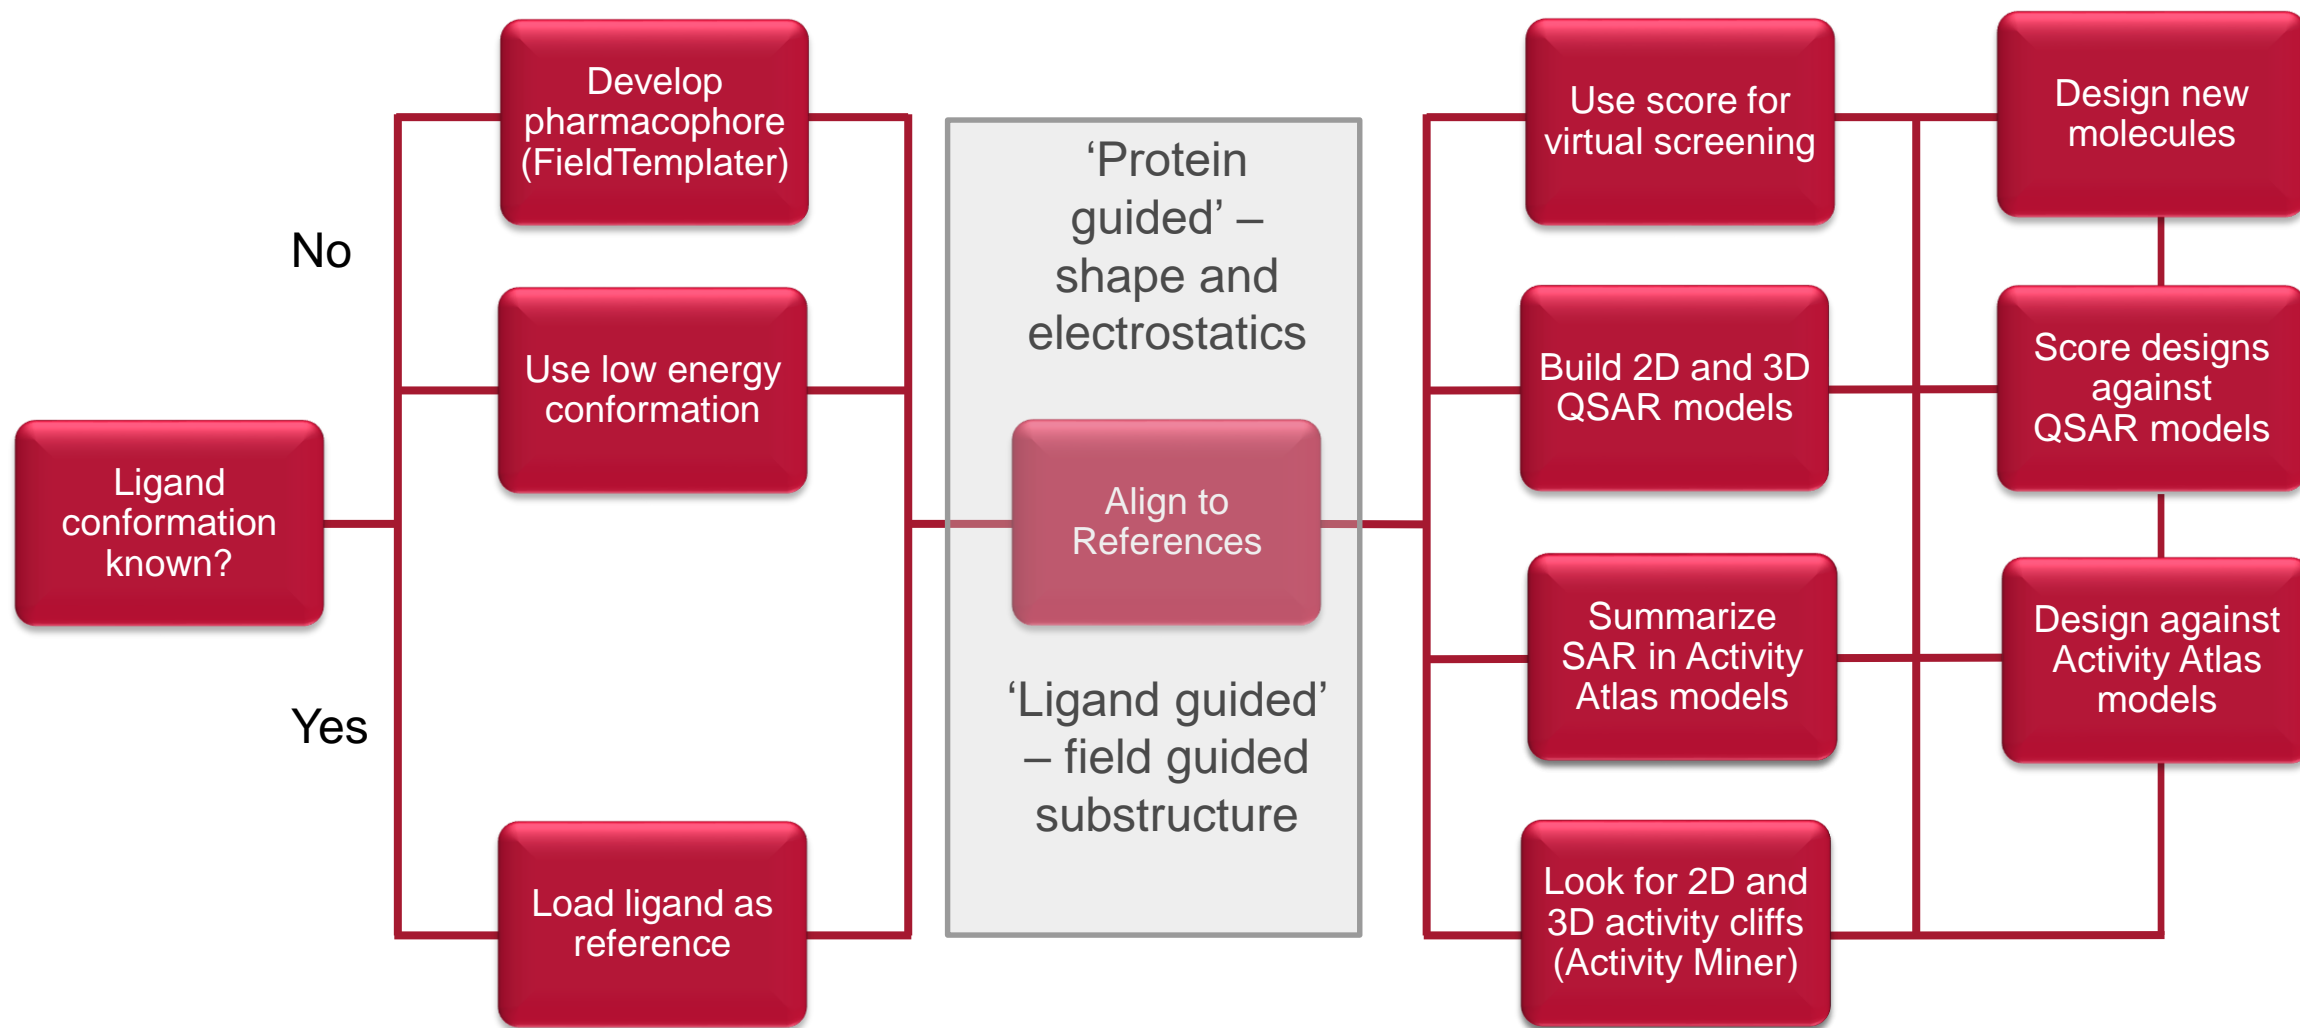 Ligand
conformation
known?
No
Yes
Develop
pharmacophore
(FieldTemplater)
Use low energy
conformation
Load ligand as
reference
‘Protein
guided’ –
shape and
electrostatics
Align to
References
‘Ligand guided’
– field guided
substructure
Use score for
virtual screening
Build 2D and 3D
QSAR models
Summarize
SAR in Activity
Atlas models
Look for 2D and
3D activity cliffs
(Activity Miner)
Design new
molecules
Score designs
against
QSAR models
Design against
Activity Atlas
models